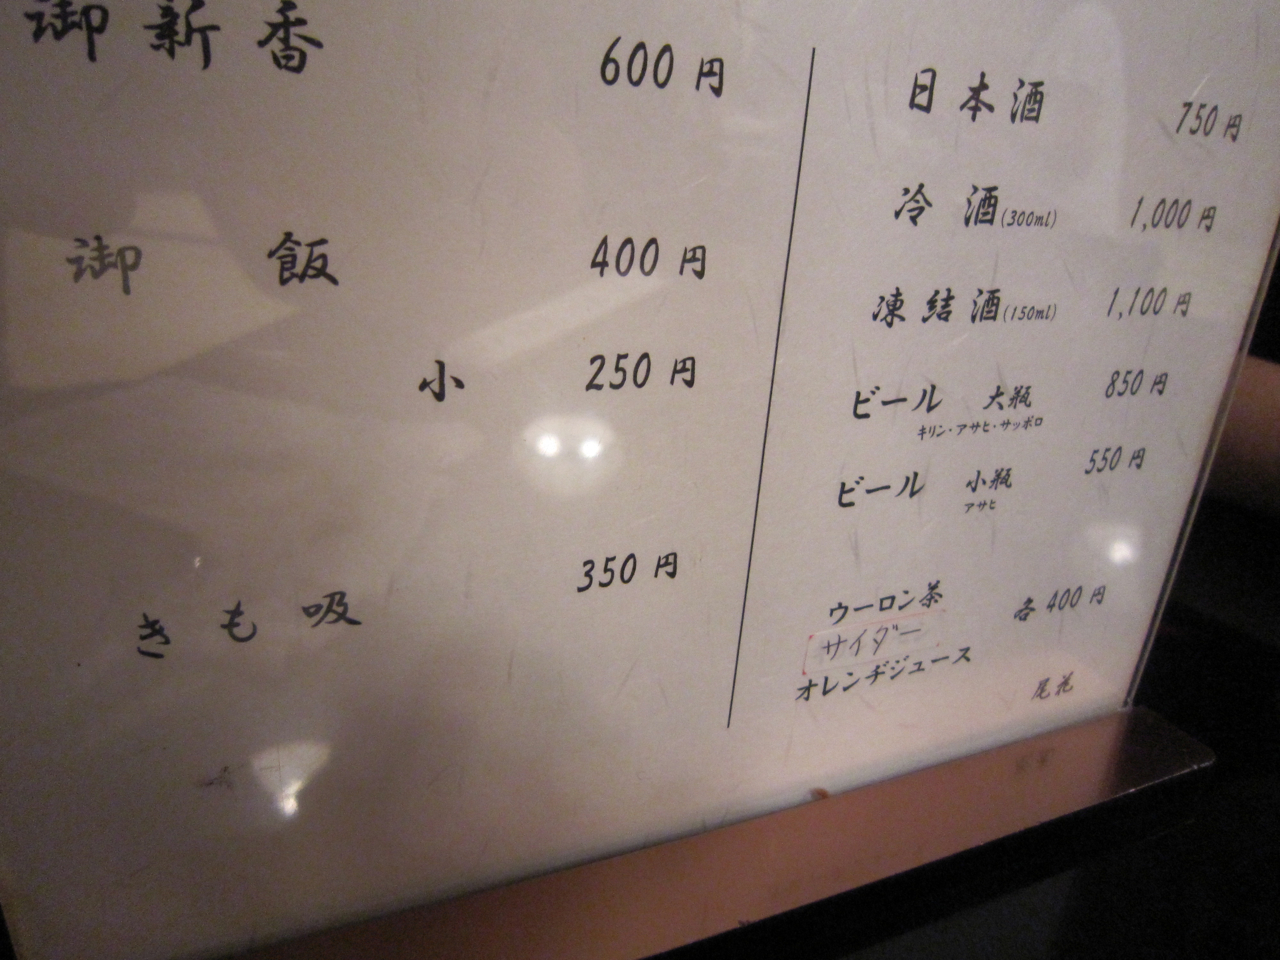 御新香 600円
御飯 400円
小 250円
きも吸 350円
日本酒 750円
冷酒(300ml) 1,000円
凍結酒(150ml) 1,100円
ビール 大瓶 850円
キリン・アサヒ・サッポロ
ビール 小瓶 550円
アサヒ
ウーロン茶 各400円
サイダー
オレンヂジュース
尾花